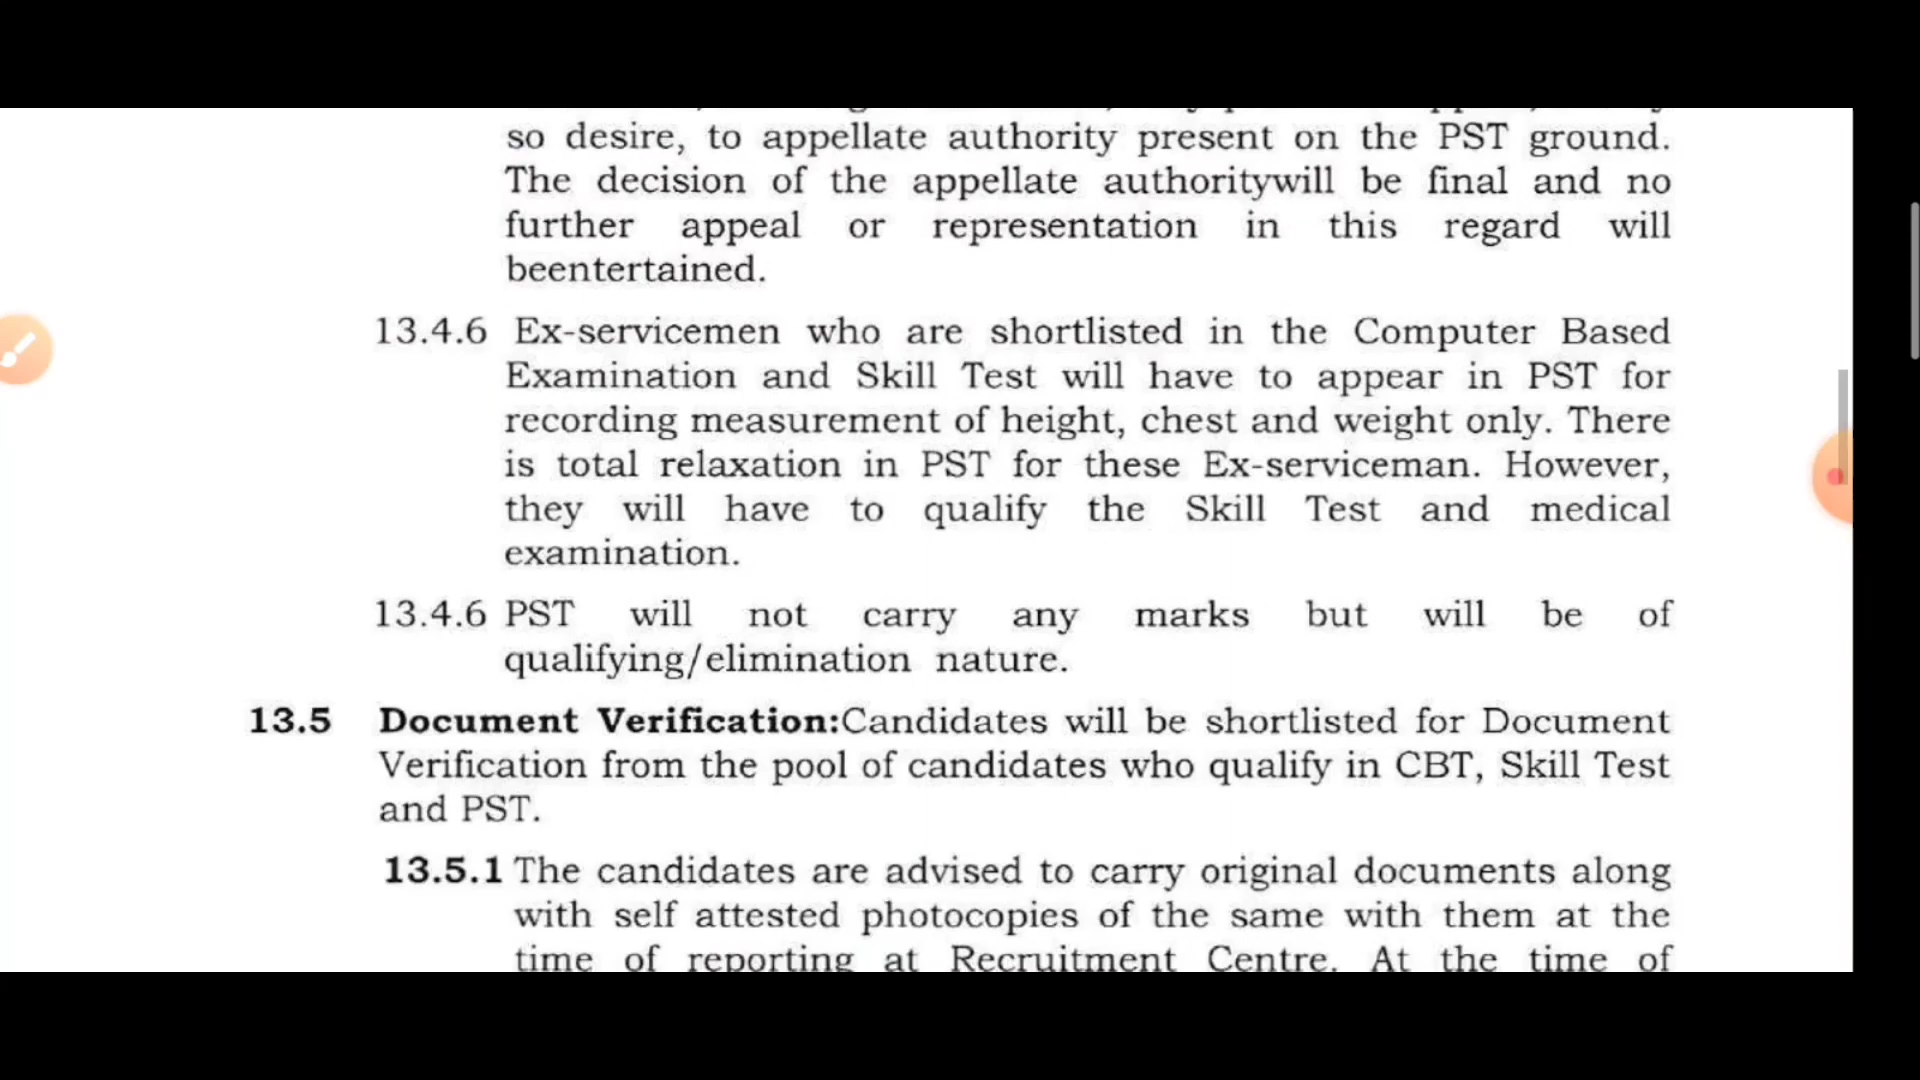 so desire, to appellate authority present on the PST ground.
The decision of the appellate authoritywill be final and no
further appeal or representation in this regard will
beentertained.
13.4.6 Ex-servicemen who are shortlisted in the Computer Based
Examination and Skill Test will have to appear in PST for
recording measurement of height, chest and weight only. There
is total relaxation in PST for these Ex-serviceman. However,
they will have to qualify the Skill Test and medical
examination.
13.4.6 PST will not carry any marks but will be of
qualifying/elimination nature.
13.5 Document Verification:Candidates will be shortlisted for Document
Verification from the pool of candidates who qualify in CBT, Skill Test
and PST.
13.5.1 The candidates are advised to carry original documents along
with self attested photocopies of the same with them at the
time of reporting at Recruitment Centre. At the time of